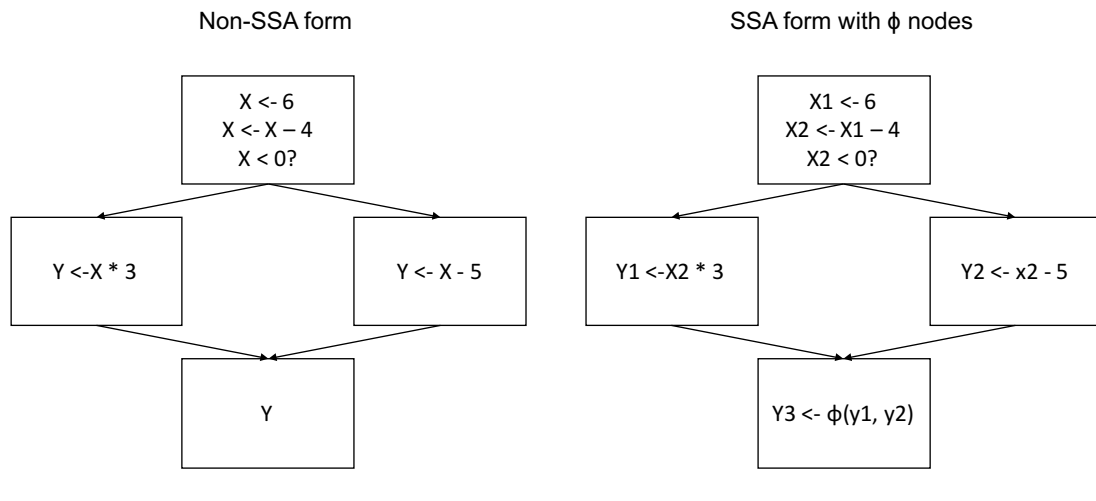 Non-SSA form
X <- 6
X <- X – 4
X < 0?
Y <-X * 3
Y <- X - 5
Y
SSA form with ϕ nodes
X1 <- 6
X2 <- X1 – 4
X2 < 0?
Y1 <-X2 * 3
Y2 <- x2 - 5
Y3 <- ϕ(y1, y2)